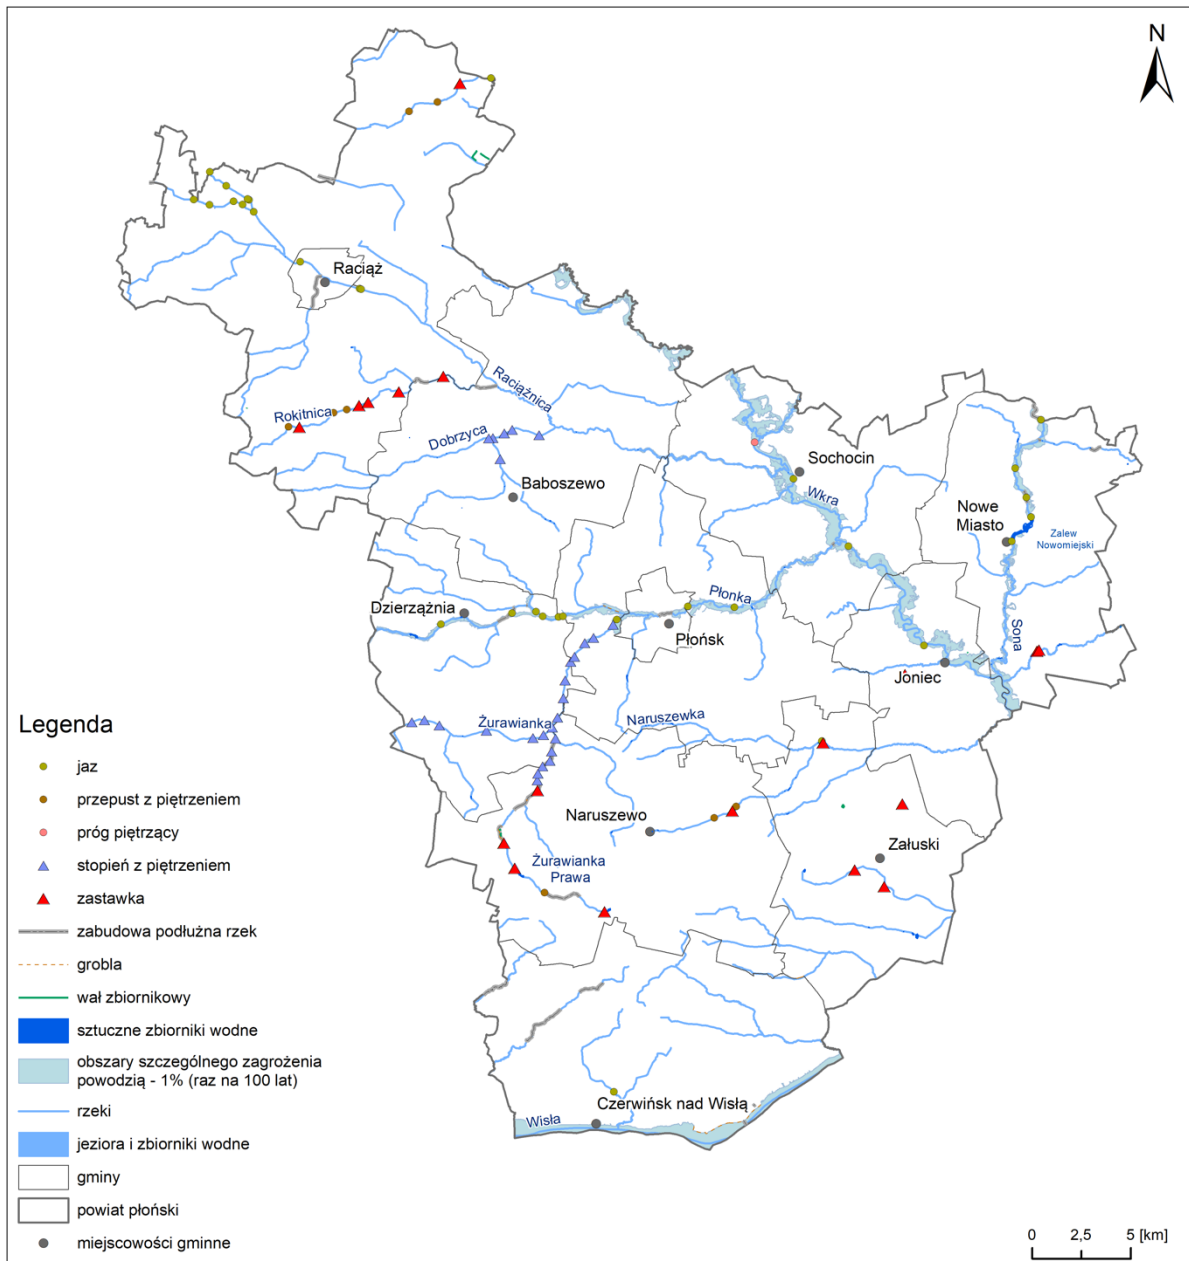 N
Raciąż
Raciążnica
Rokitnica
Dobrzyca
Baboszewo
Sochocin
Wkra
Nowe
Miasto
Zalew
Nowomiejski
Dzierzążnia
Płonka
Płońsk
Sona
Joniec
Żurawianka
Naruszewka
Naruszewo
Załuski
Żurawianka
Prawa
Czerwińsk nad Wisłą
Wisła
Legenda
jaz
przepust z piętrzeniem
próg piętrzący
stopień z piętrzeniem
zastawka
zabudowa podłużna rzek
grobla
wał zbiornikowy
sztuczne zbiorniki wodne
obszary szczególnego zagrożenia
powodzią - 1% (raz na 100 lat)
rzeki
jeziora i zbiorniki wodne
gminy
powiat płoński
miejscowości gminne
0 2,5 5 [km]